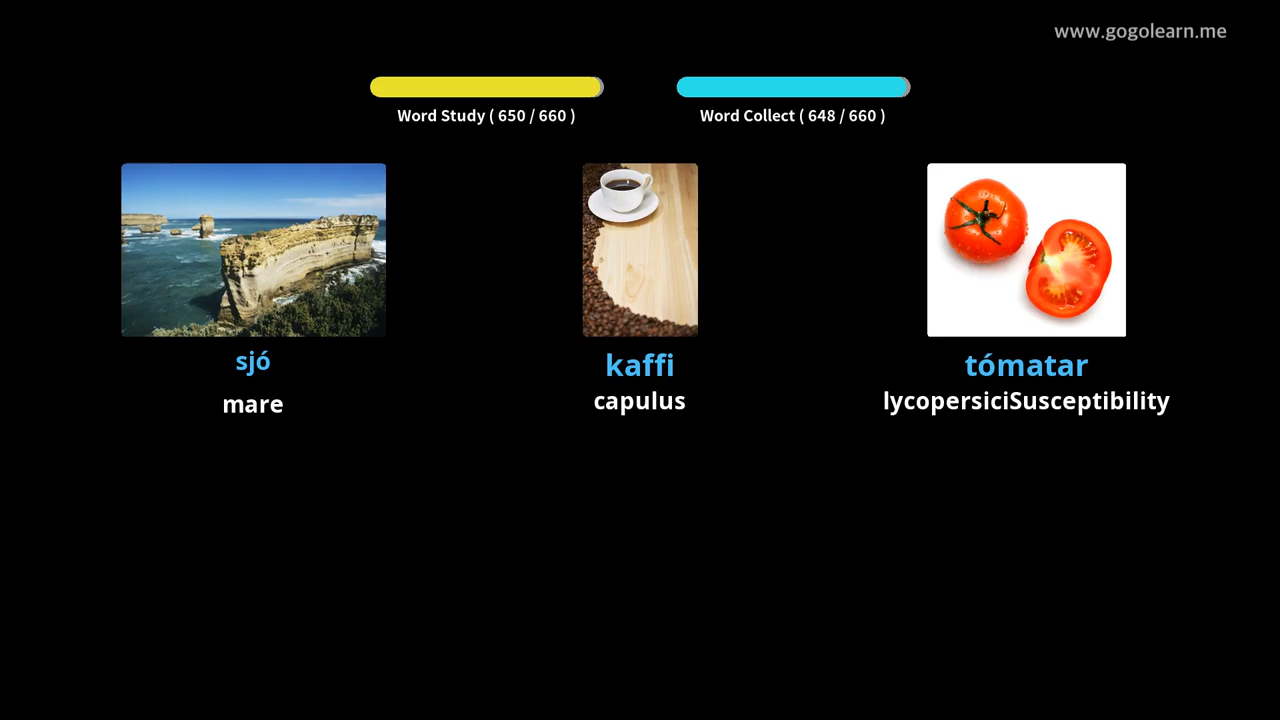 www.gogolearn.me
Word Study ( 650 / 660 )
Word Collect ( 648 / 660 )
sjó
kaffi
tómatar
mare
capulus
lycopersiciSusceptibility